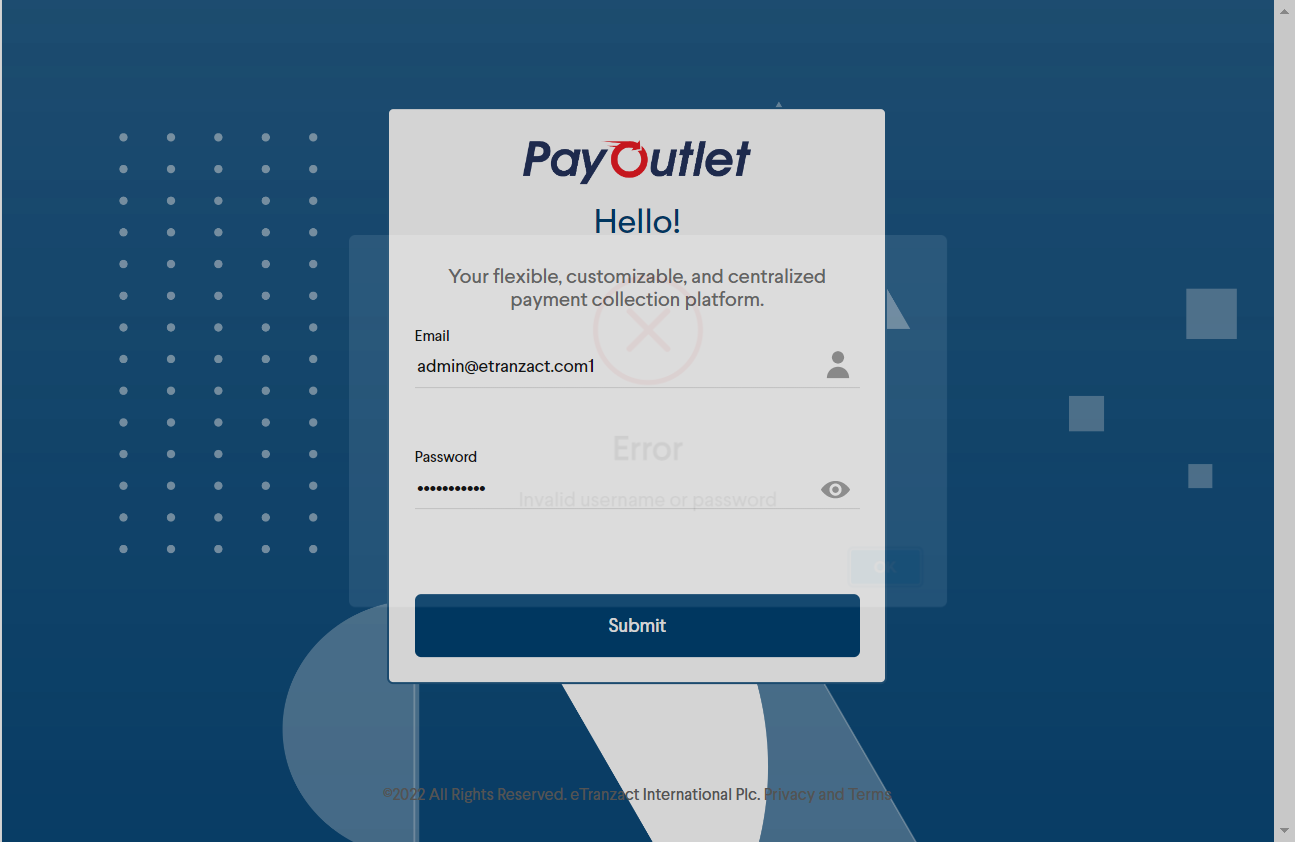 PayOutlet
Hello!
Your flexible, customizable, and centralized
payment collection platform.
Email
admin@etranzact.com1
Error
Password
•••••••••••
Invalid username or password
OK
Submit
©2022 All Rights Reserved. eTranzact International Plc. Privacy and Terms